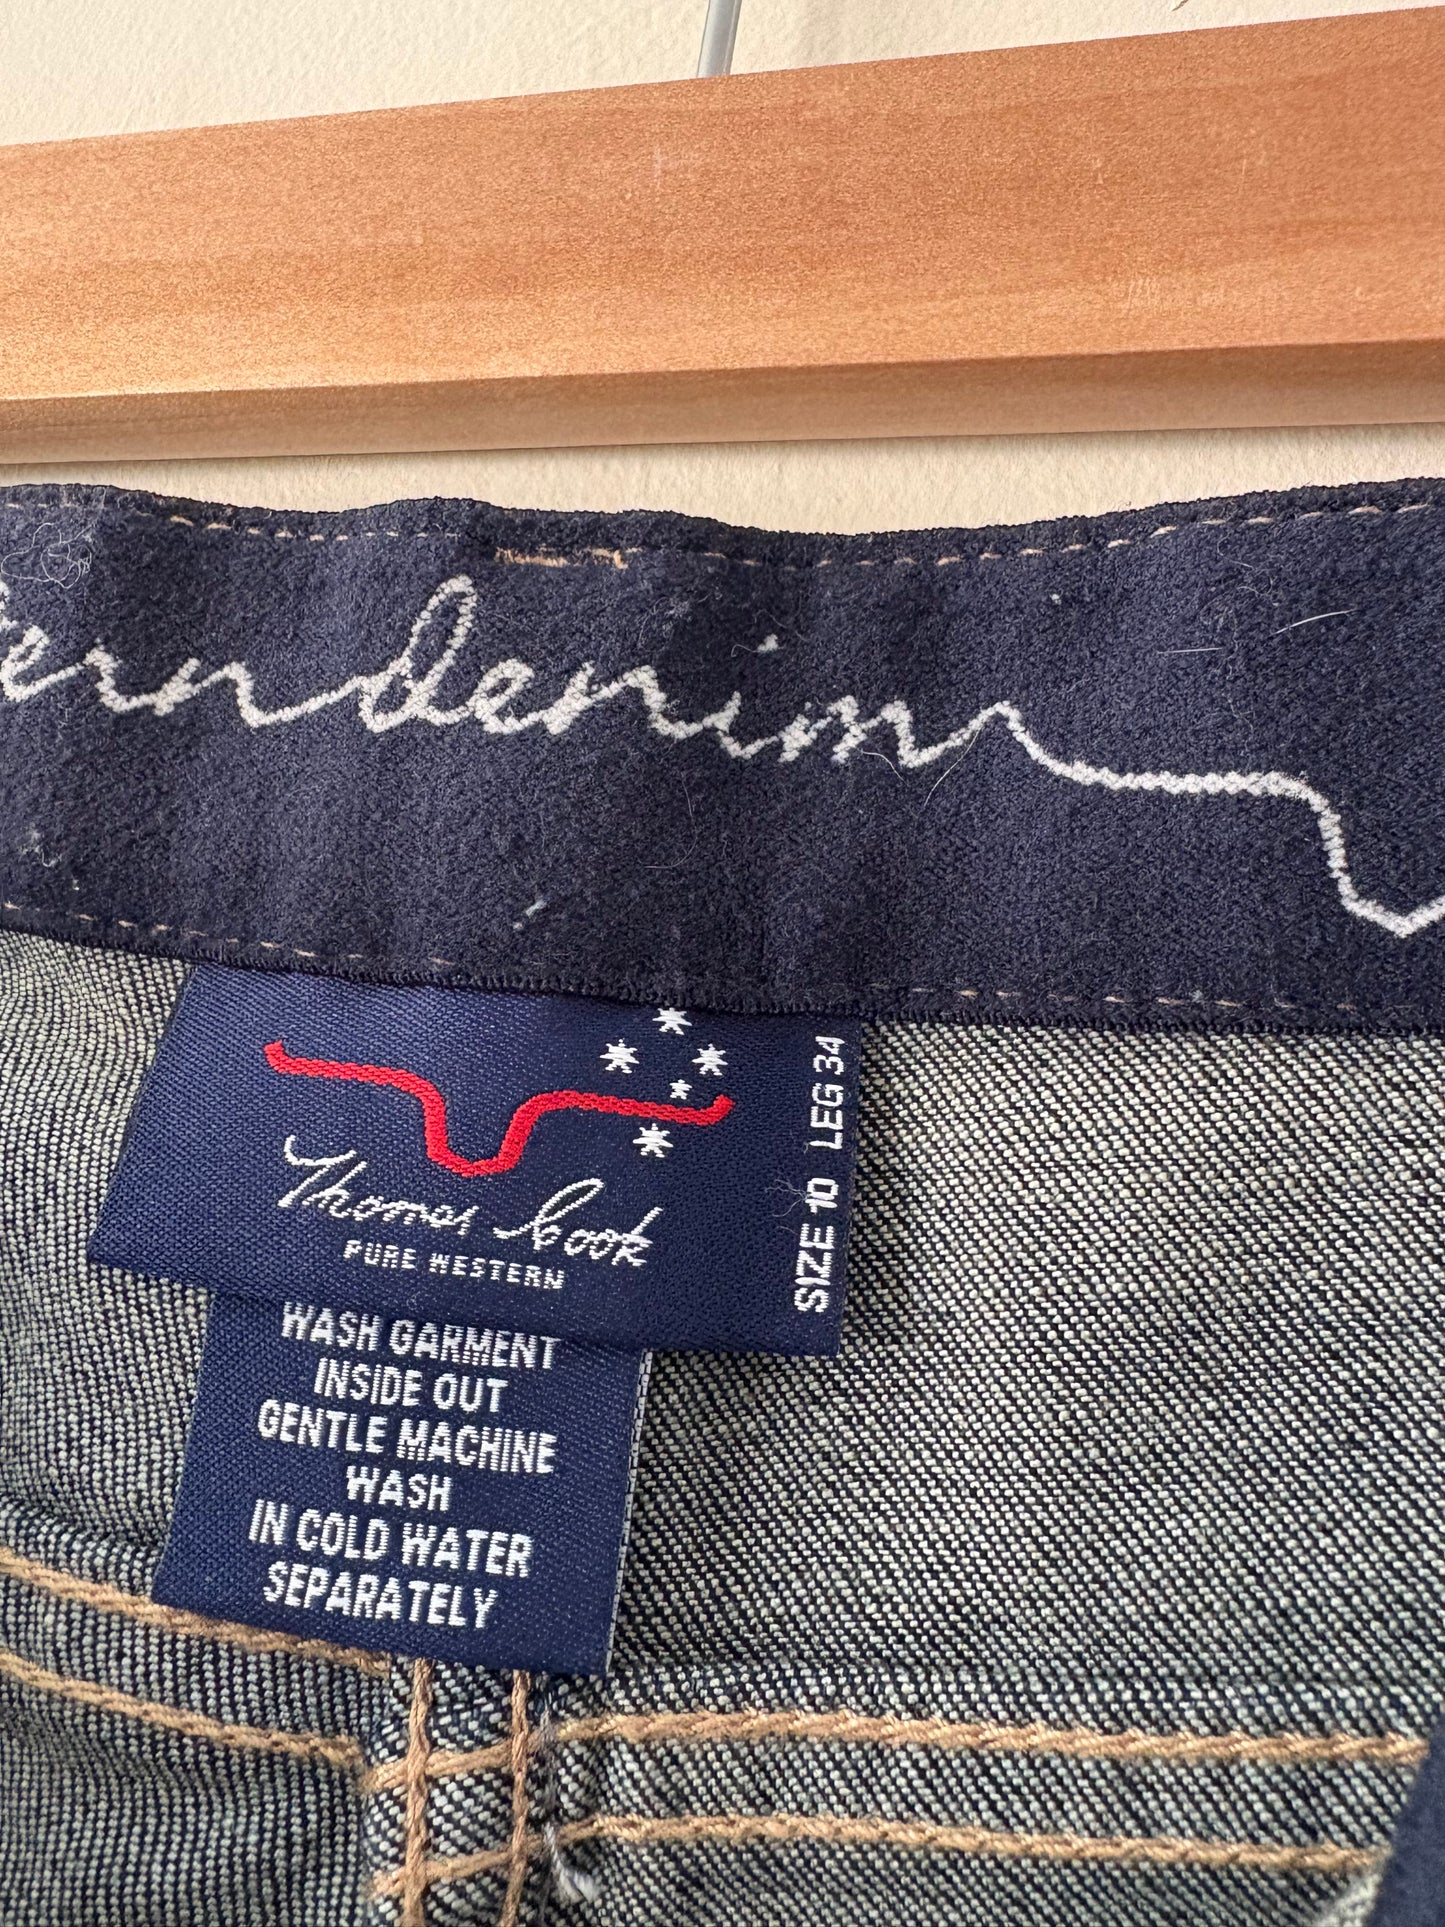 denim
Thomas Cook
PURE WESTERN
SIZE 10 LEG 34
WASH GARMENT
INSIDE OUT
GENTLE MACHINE
WASH
IN COLD WATER
SEPARATELY